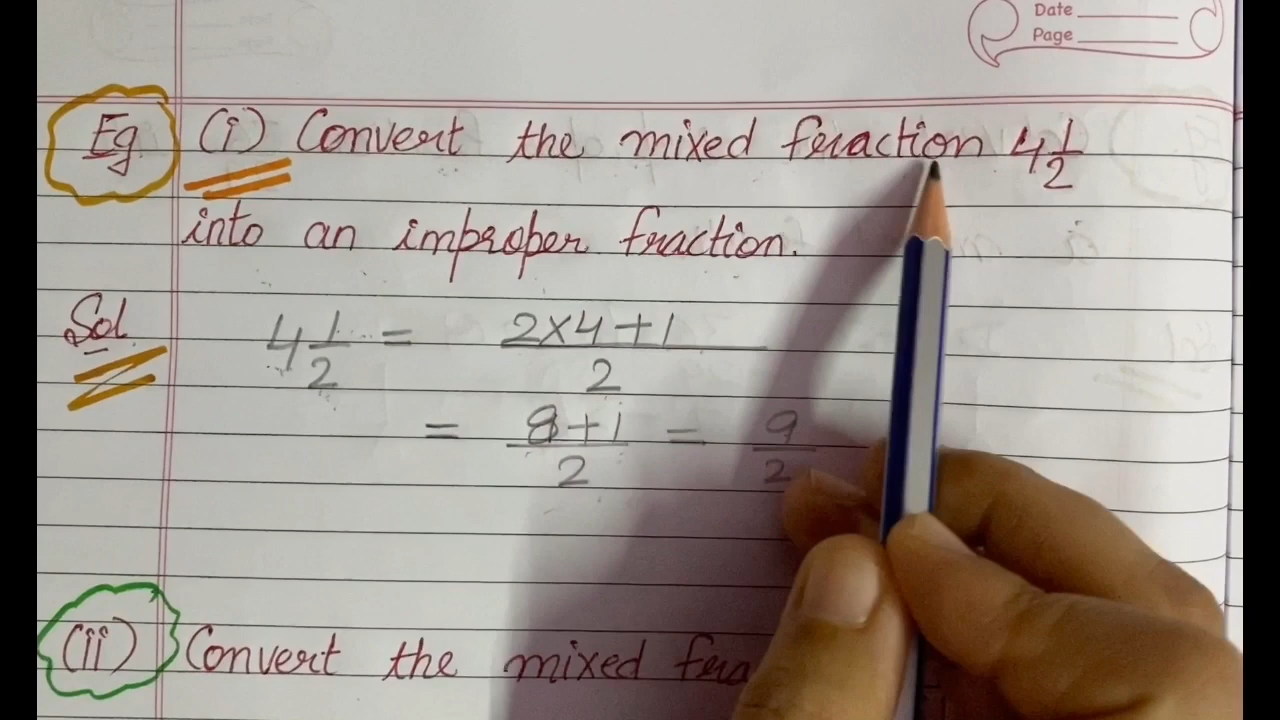 Date
Page
Eg (i) Convert the mixed fraction 4 1/2
into an improper fraction.
Sol 4 1/2 = 2×4+1/2
= 8+1/2 = 9/2
(ii) Convert the mixed